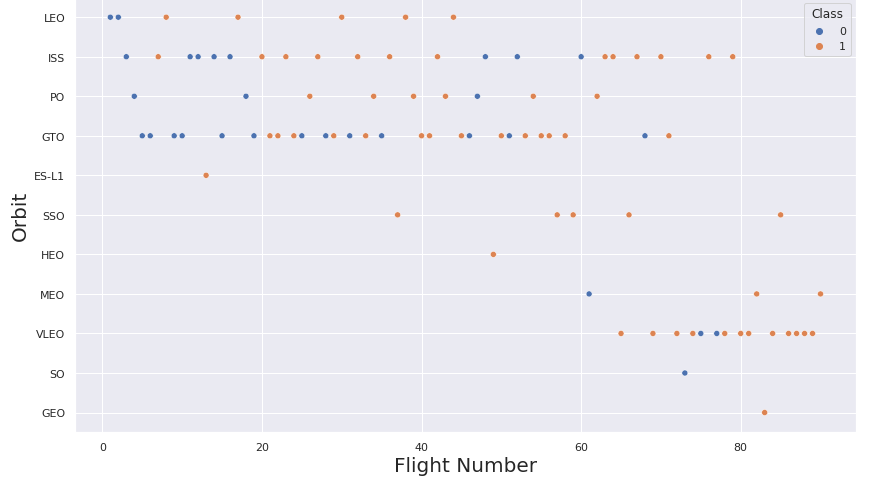 Class
0
1
LEO
ISS
PO
GTO
ES-L1
SSO
HEO
MEO
VLEO
SO
GEO
Orbit
0 20 40 60 80
Flight Number